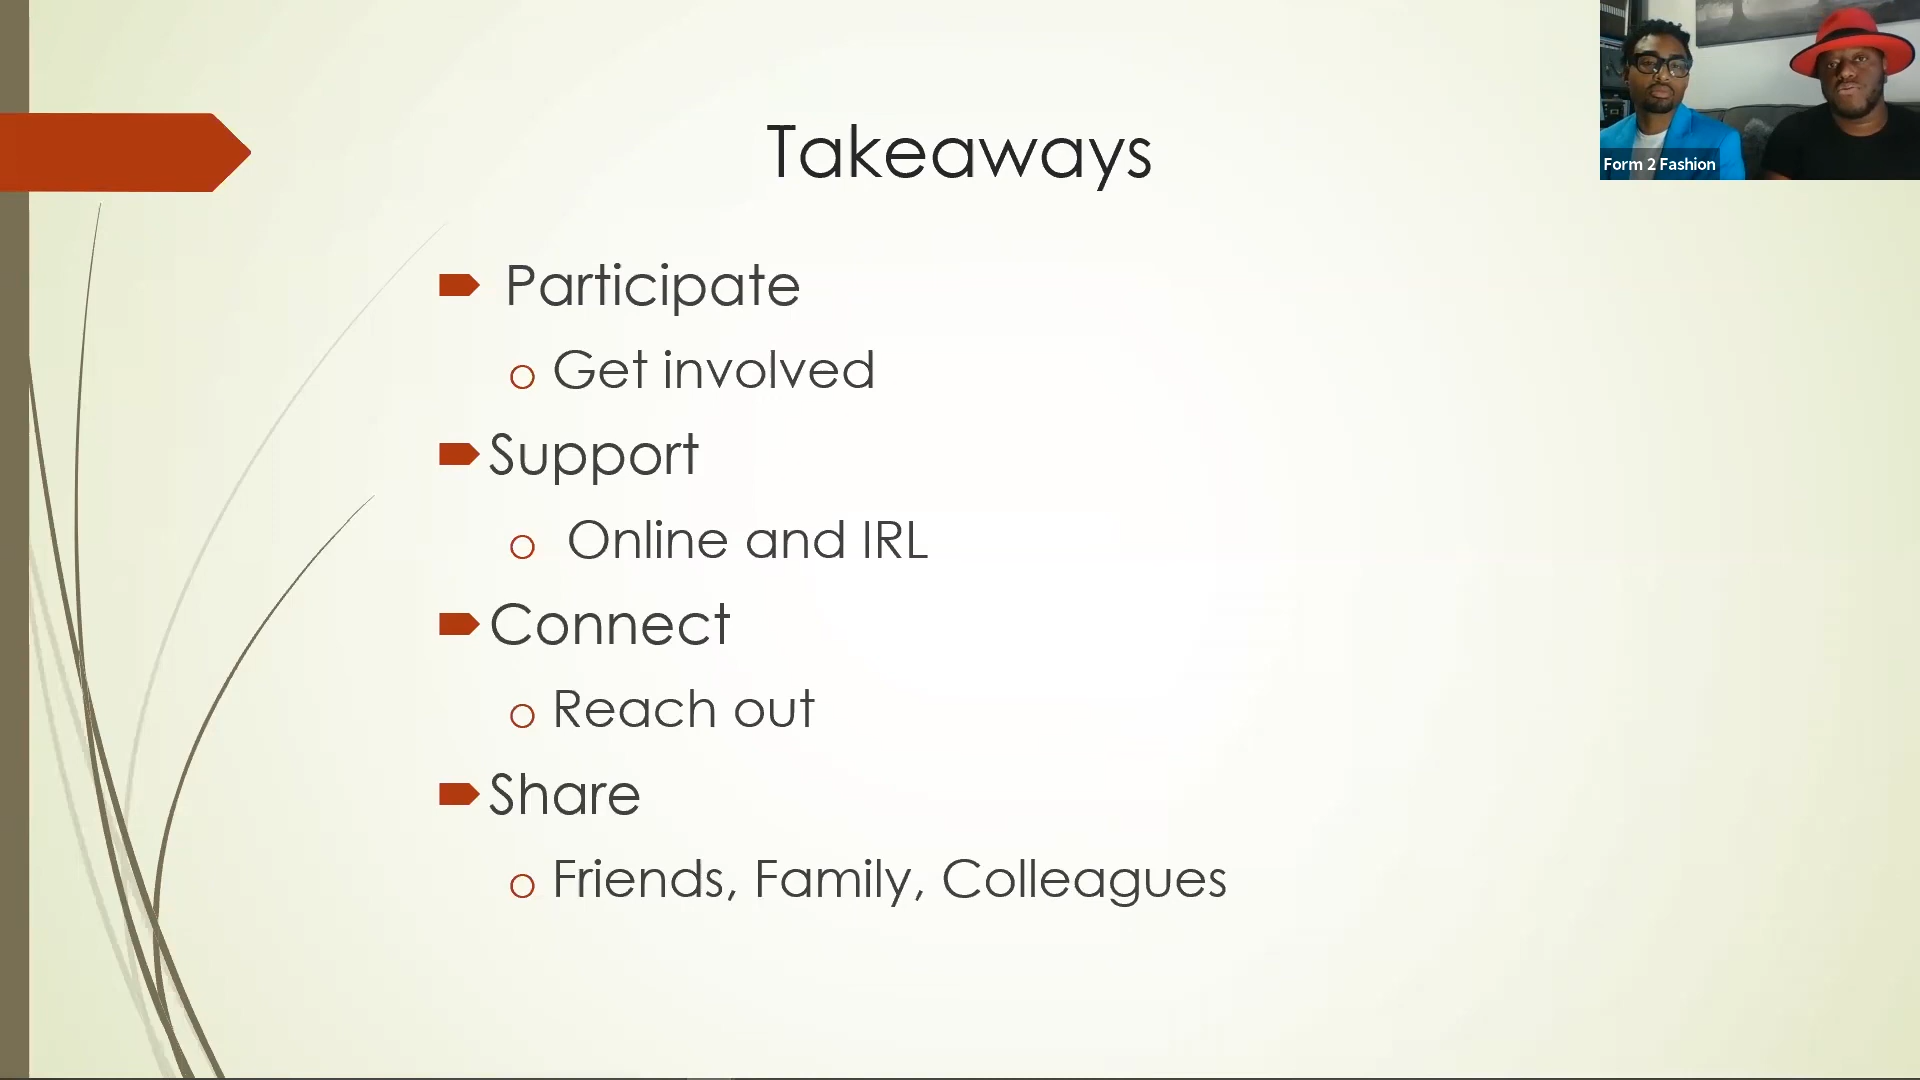 Takeaways
Participate
Get involved
Support
Online and IRL
Connect
Reach out
Share
Friends, Family, Colleagues
Form 2 Fashion